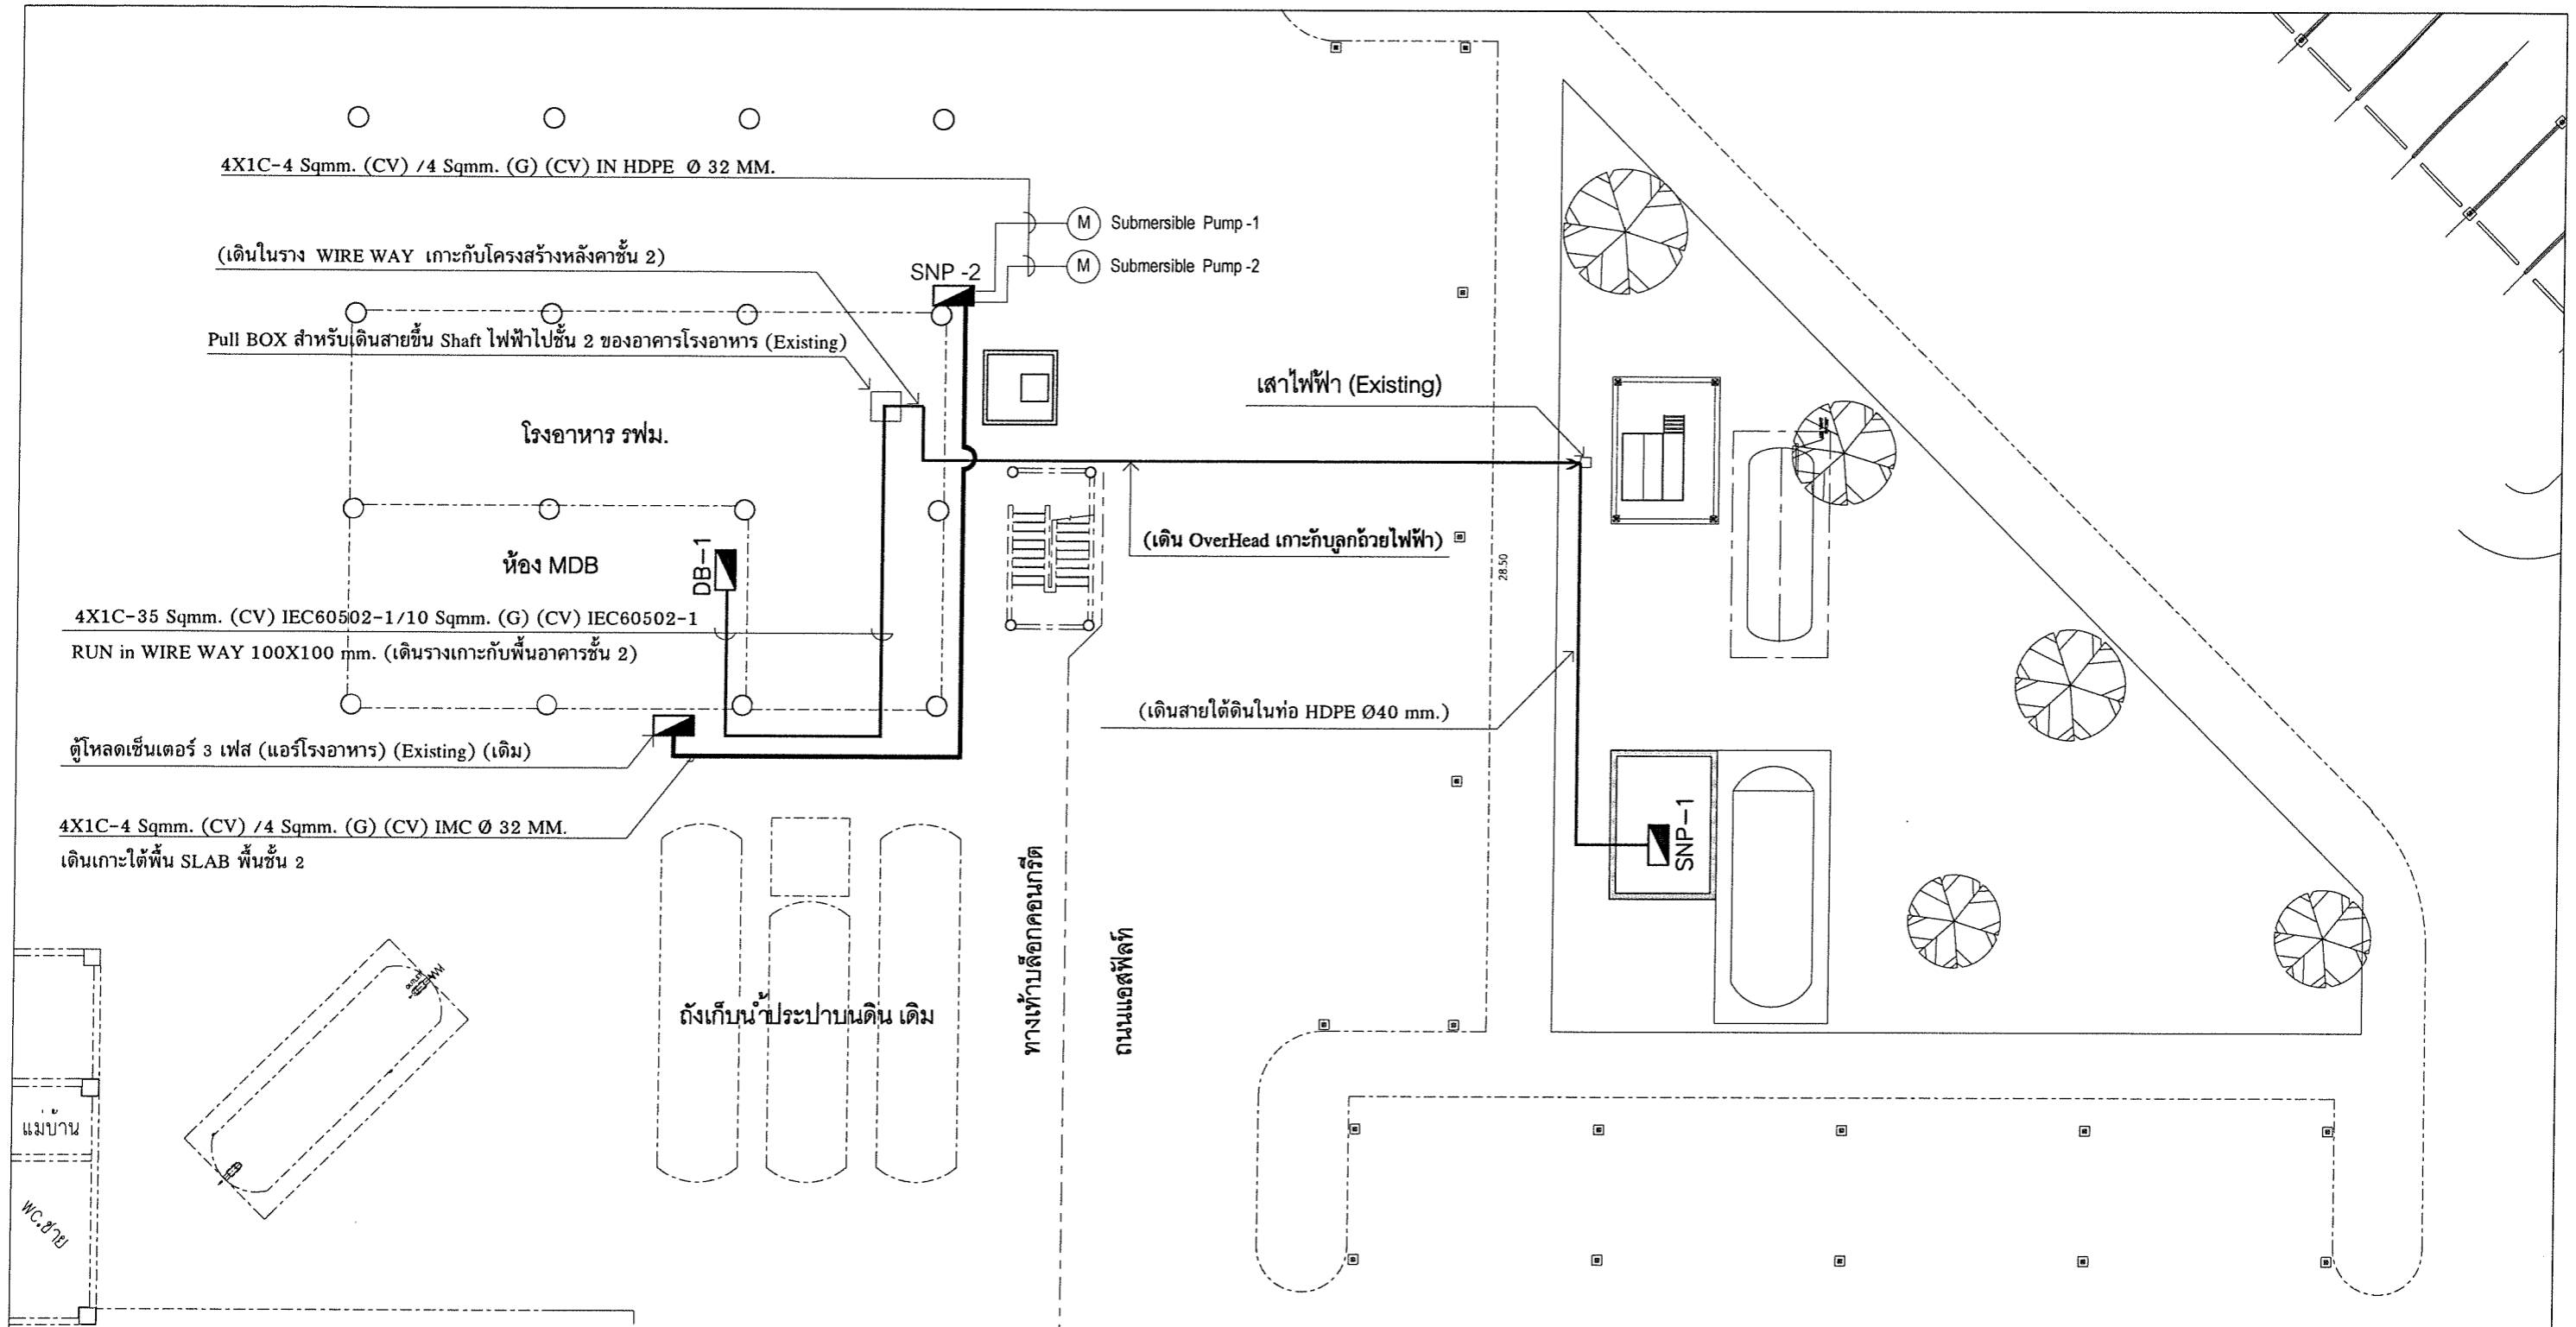 4X1C-4 Sqmm. (CV) /4 Sqmm. (G) (CV) IN HDPE Ø 32 MM.
M Submersible Pump -1
(เดินในราง WIRE WAY เกาะกับโครงสร้างหลังคาชั้น 2)
M Submersible Pump -2
SNP -2
Pull BOX สำหรับเดินสายขึ้น Shaft ไฟฟ้าไปชั้น 2 ของอาคารโรงอาหาร (Existing)
เสาไฟฟ้า (Existing)
โรงอาหาร รฟม.
(เดิน OverHead เกาะกับลูกถ้วยไฟฟ้า)
28.50
ห้อง MDB
DB-1
4X1C-35 Sqmm. (CV) IEC60502-1/10 Sqmm. (G) (CV) IEC60502-1
RUN in WIRE WAY 100X100 mm. (เดินรางเกาะกับพื้นอาคารชั้น 2)
(เดินสายใต้ดินในท่อ HDPE Ø40 mm.)
ตู้โหลดเซ็นเตอร์ 3 เฟส (แอร์โรงอาหาร) (Existing) (เดิม)
4X1C-4 Sqmm. (CV) /4 Sqmm. (G) (CV) IMC Ø 32 MM.
เดินเกาะใต้พื้น SLAB พื้นชั้น 2
SNP-1
ทางเท้าบล็อกคอนกรีต
ถนนแอสฟัลท์
ถังเก็บน้ำประปาบนดิน เดิม
OUTLET
แม่บ้าน
WC.ชาย